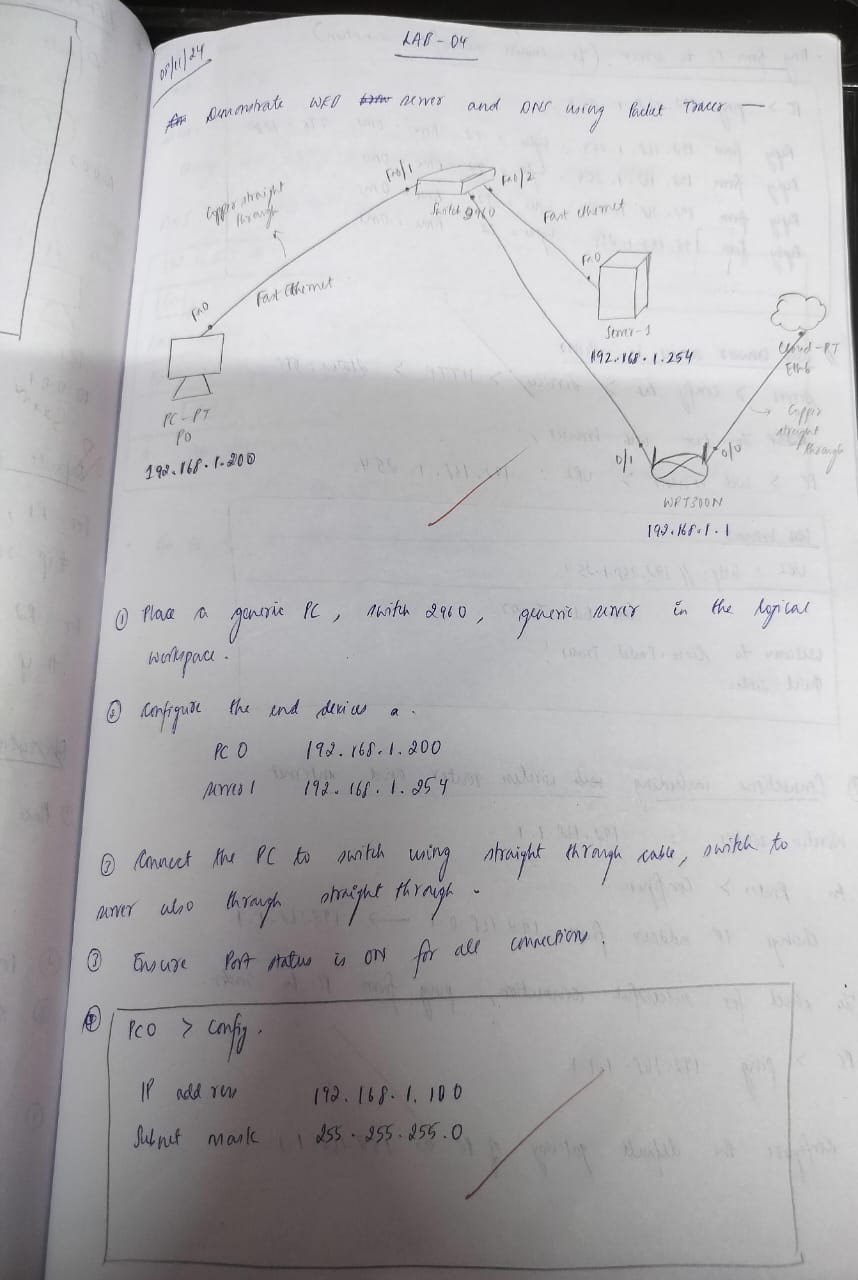 LAB - 04
07/11/24
Demonstrate WEB server and DNS using Packet Tracer —
Fa0/1
Fa0/2
Switch 2960
Copper straight
through
Fast ethernet
Fast Ethernet
Fa0
Fa0
Server-1
192.168.1.254
Cloud-PT
Eth6
Copper
straight
through
PC-PT
P0
192.168.1.200
0/1
0/0
WRT300N
192.168.1.1
① Place a generic PC, switch 2960, generic server in the logical
workspace.
② Configure the end devices a.
PC 0 192.168.1.200
server 1 192.168.1.254
② Connect the PC to switch using straight through cable, switch to
server also through straight through.
③ Ensure Port status is ON for all connections.
④ PC0 > config.
IP address 192.168.1.100
Subnet mask 255.255.255.0